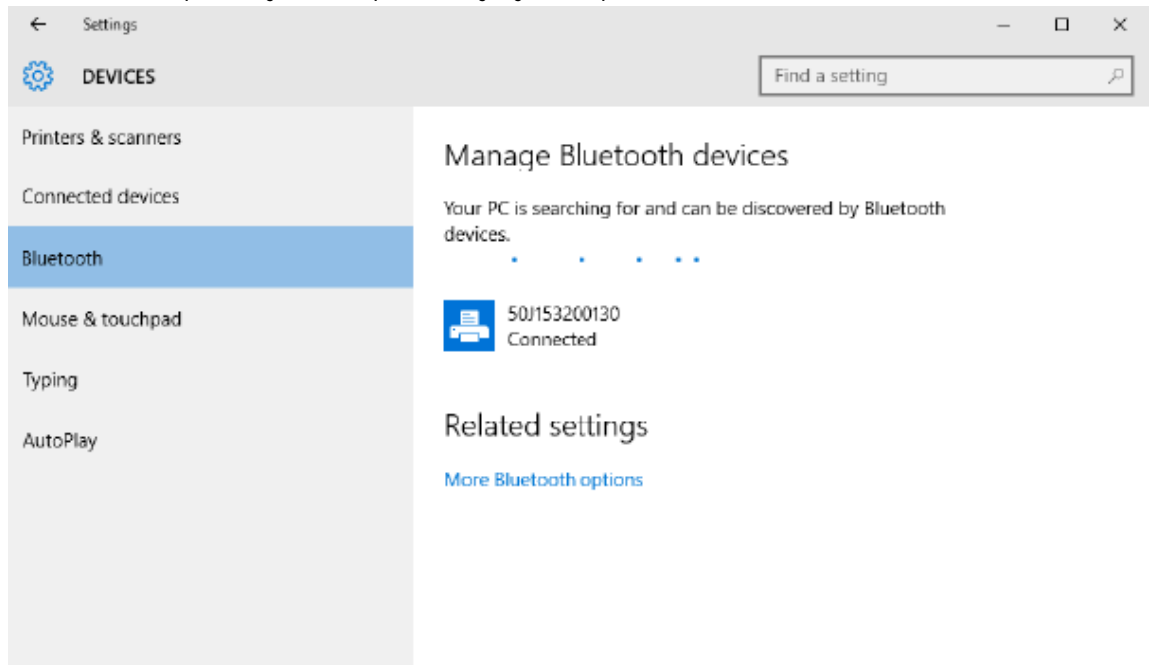 Settings
DEVICES
Find a setting
Printers & scanners
Connected devices
Bluetooth
Mouse & touchpad
Typing
AutoPlay
Manage Bluetooth devices
Your PC is searching for and can be discovered by Bluetooth
devices.
50J153200130
Connected
Related settings
More Bluetooth options